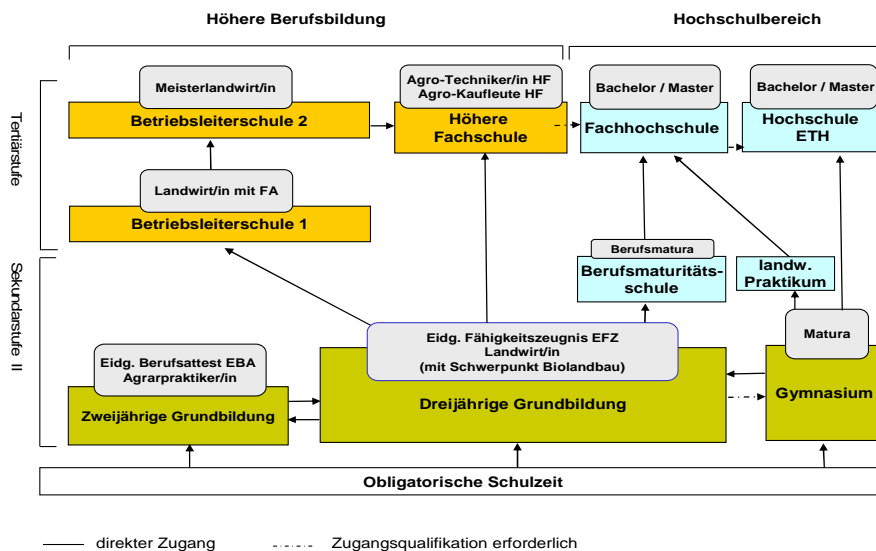 Höhere Berufsbildung
Hochschulbereich
Tertiärstufe
Meisterlandwirt/in
Betriebsleiterschule 2
Agro-Techniker/in HF
Agro-Kaufleute HF
Höhere
Fachschule
Bachelor / Master
Fachhochschule
Bachelor / Master
Hochschule
ETH
Landwirt/in mit FA
Betriebsleiterschule 1
Sekundarstufe II
Berufsmatura
Berufsmaturitäts-
schule
landw.
Praktikum
Eidg. Berufsattest EBA
Agrarpraktiker/in
Zweijährige Grundbildung
Eidg. Fähigkeitszeugnis EFZ
Landwirt/in
(mit Schwerpunkt Biolandbau)
Dreijährige Grundbildung
Matura
Gymnasium
Obligatorische Schulzeit
direkter Zugang
Zugangsqualifikation erforderlich